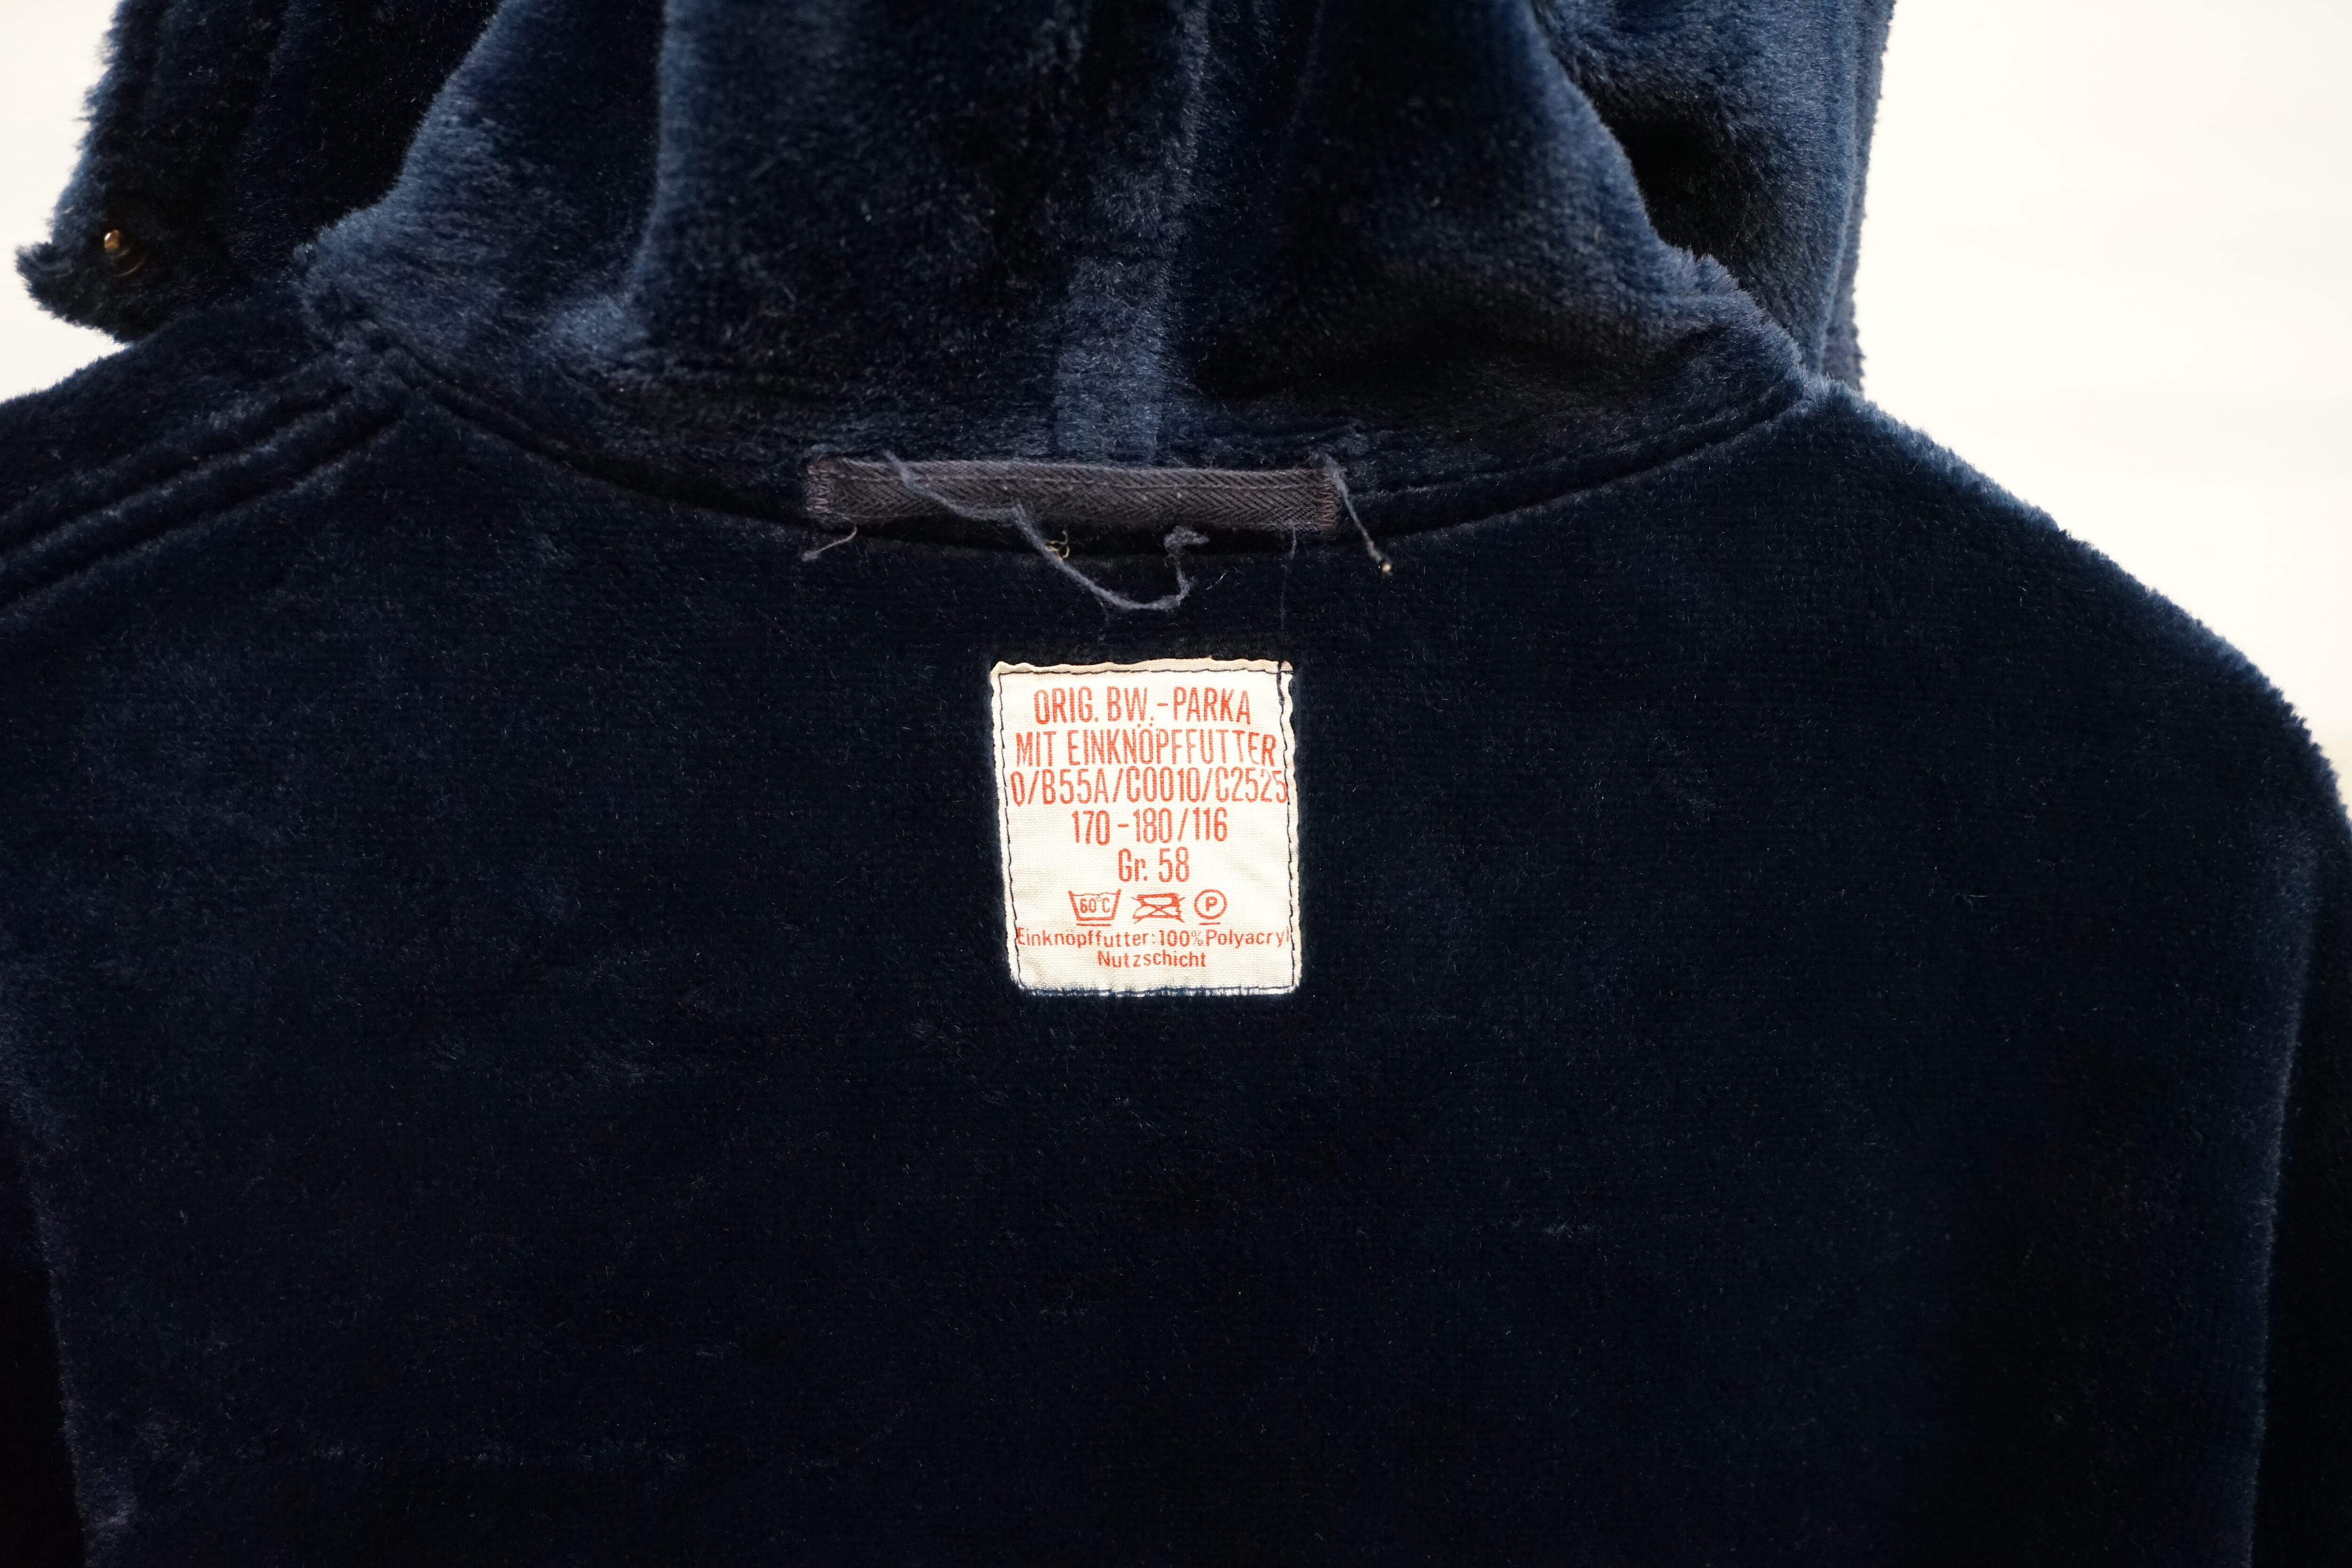 ORIG. BW.-PARKA
MIT EINKNÖPFFUTTER
0/B55A/C0010/C2525
170-180/116
Gr. 58
60°C P
Einknöpffutter:100%Polyacryl
Nutzschicht